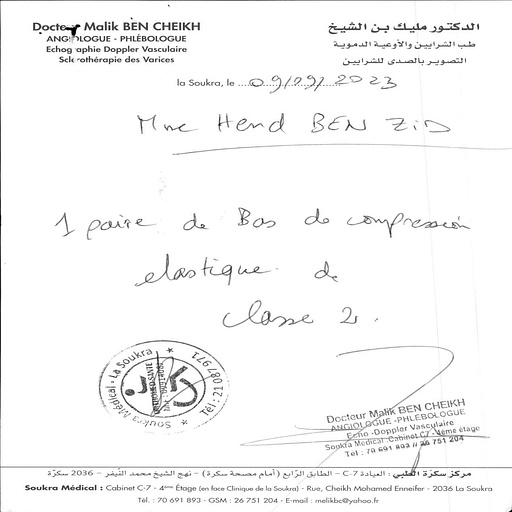 Docteur Malik BEN CHEIKH
ANGIOLOGUE - PHLÉBOLOGUE
Echographie Doppler Vasculaire
Sclérothérapie des Varices
الدكتور مليك بن الشيخ
طب الشرايين والأوعية الدموية
التصوير بالصدى للشرايين
la Soukra, le 09/09/2023
Mme Hend BEN ZID
1 paire de Bas de compression
elastique de
classe 2.
Soukra Médical - La Soukra
Docteur Malik BEN CHEIKH
ANGIOLOGUE - PHLEBOLOGUE
Echo - Doppler Vasculaire
Soukra Médical .Cabinet C7 - 4ème étage
Tel : 70 691 893 // 26 751 204
مركز سكرة الطبي : العيادة C-7 - الطابق الرابع (أمام مصحة سكرة) - نهج الشيخ محمد النيفر - 2036 سكرة
Soukra Médical : Cabinet C-7 - 4ème Étage (en face Clinique de la Soukra) - Rue, Cheikh Mohamed Enneifer - 2036 La Soukra
Tél. : 70 691 893 - GSM : 26 751 204 - E-mail : melikbc@yahoo.fr